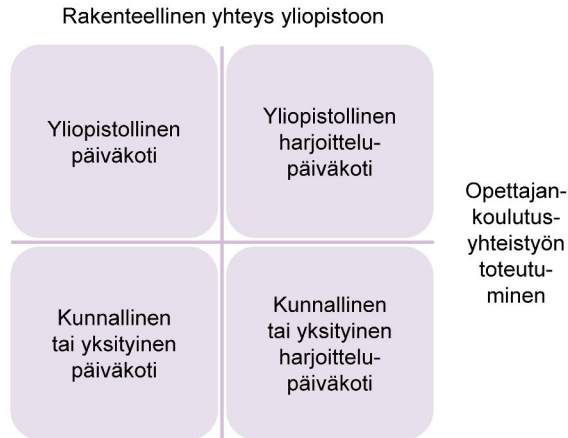 Rakenteellinen yhteys yliopistoon
Yliopistollinen
päiväkoti
Yliopistollinen
harjoittelu-
päiväkoti
Opettajan-
koulutus-
yhteistyön
toteutu-
minen
Kunnallinen
tai yksityinen
päiväkoti
Kunnallinen
tai yksityinen
harjoittelu-
päiväkoti